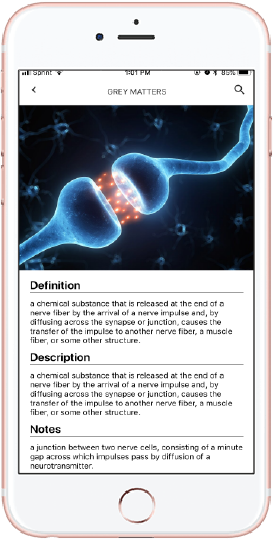 Sprint 1:01 PM 85%
GREY MATTERS
Definition
a chemical substance that is released at the end of a
nerve fiber by the arrival of a nerve impulse and, by
diffusing across the synapse or junction, causes the
transfer of the impulse to another nerve fiber, a muscle
fiber, or some other structure.
Description
a chemical substance that is released at the end of a
nerve fiber by the arrival of a nerve impulse and, by
diffusing across the synapse or junction, causes the
transfer of the impulse to another nerve fiber, a muscle
fiber, or some other structure.
Notes
a junction between two nerve cells, consisting of a minute
gap across which impulses pass by diffusion of a
neurotransmitter.